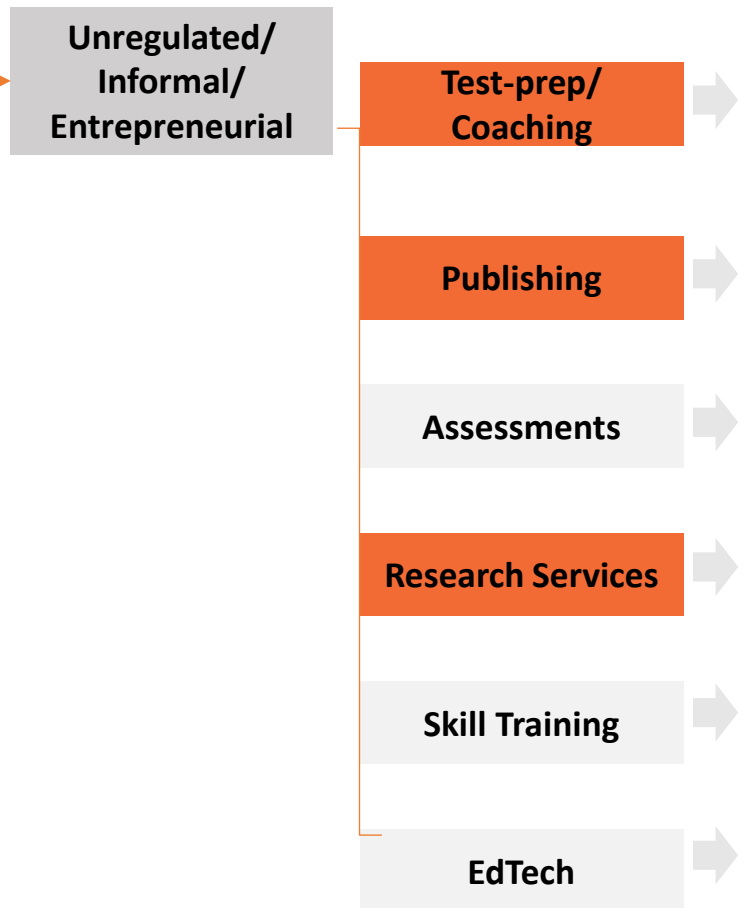 Unregulated/
Informal/
Entrepreneurial
Test-prep/
Coaching
Publishing
Assessments
Research Services
Skill Training
EdTech